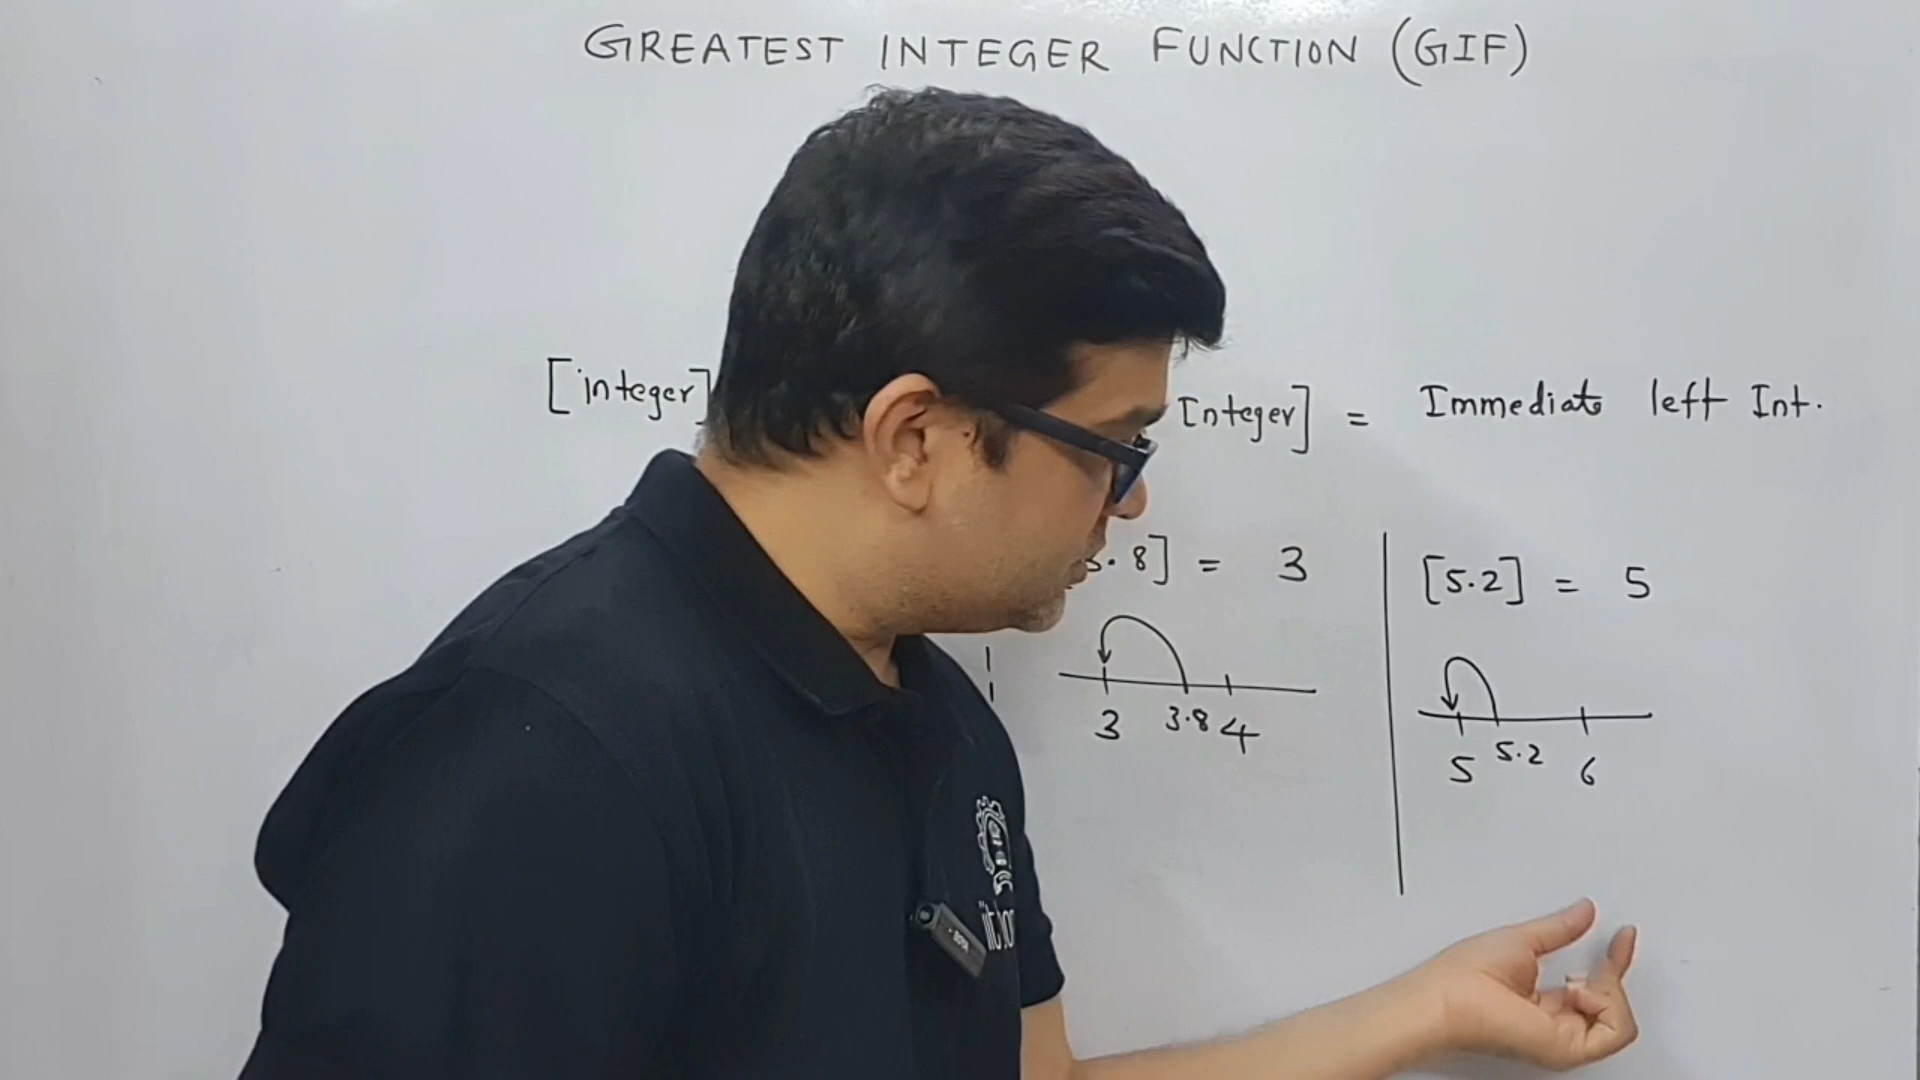 GREATEST INTEGER FUNCTION (GIF)
[integer] Integer] = Immediate left Int.
.8] = 3
[5.2] = 5
3 3.8 4
5 5.2 6